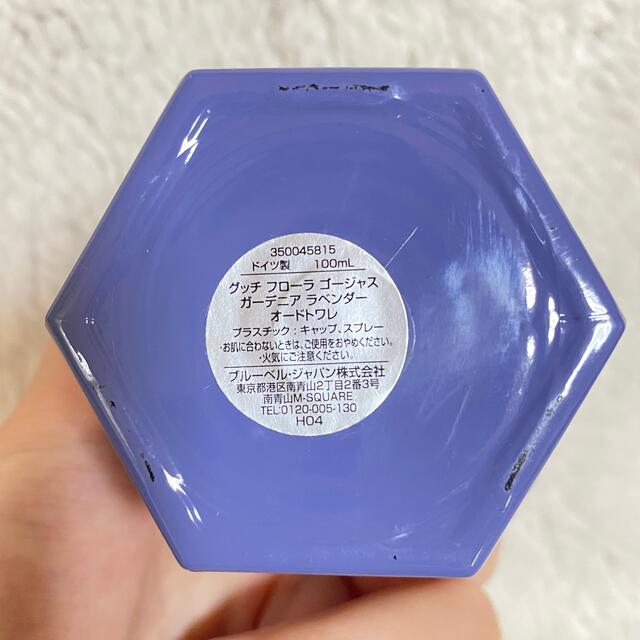 350045815
ドイツ製 100mL
グッチ フローラ ゴージャス
ガーデニア ラベンダー
オードトワレ
プラスチック：キャップ、スプレー
・お肌に合わないときは、ご使用をおやめください。
・火気にご注意ください。
ブルーベル・ジャパン株式会社
東京都港区南青山2丁目2番3号
南青山M-SQUARE
TEL:0120-005-130
H04